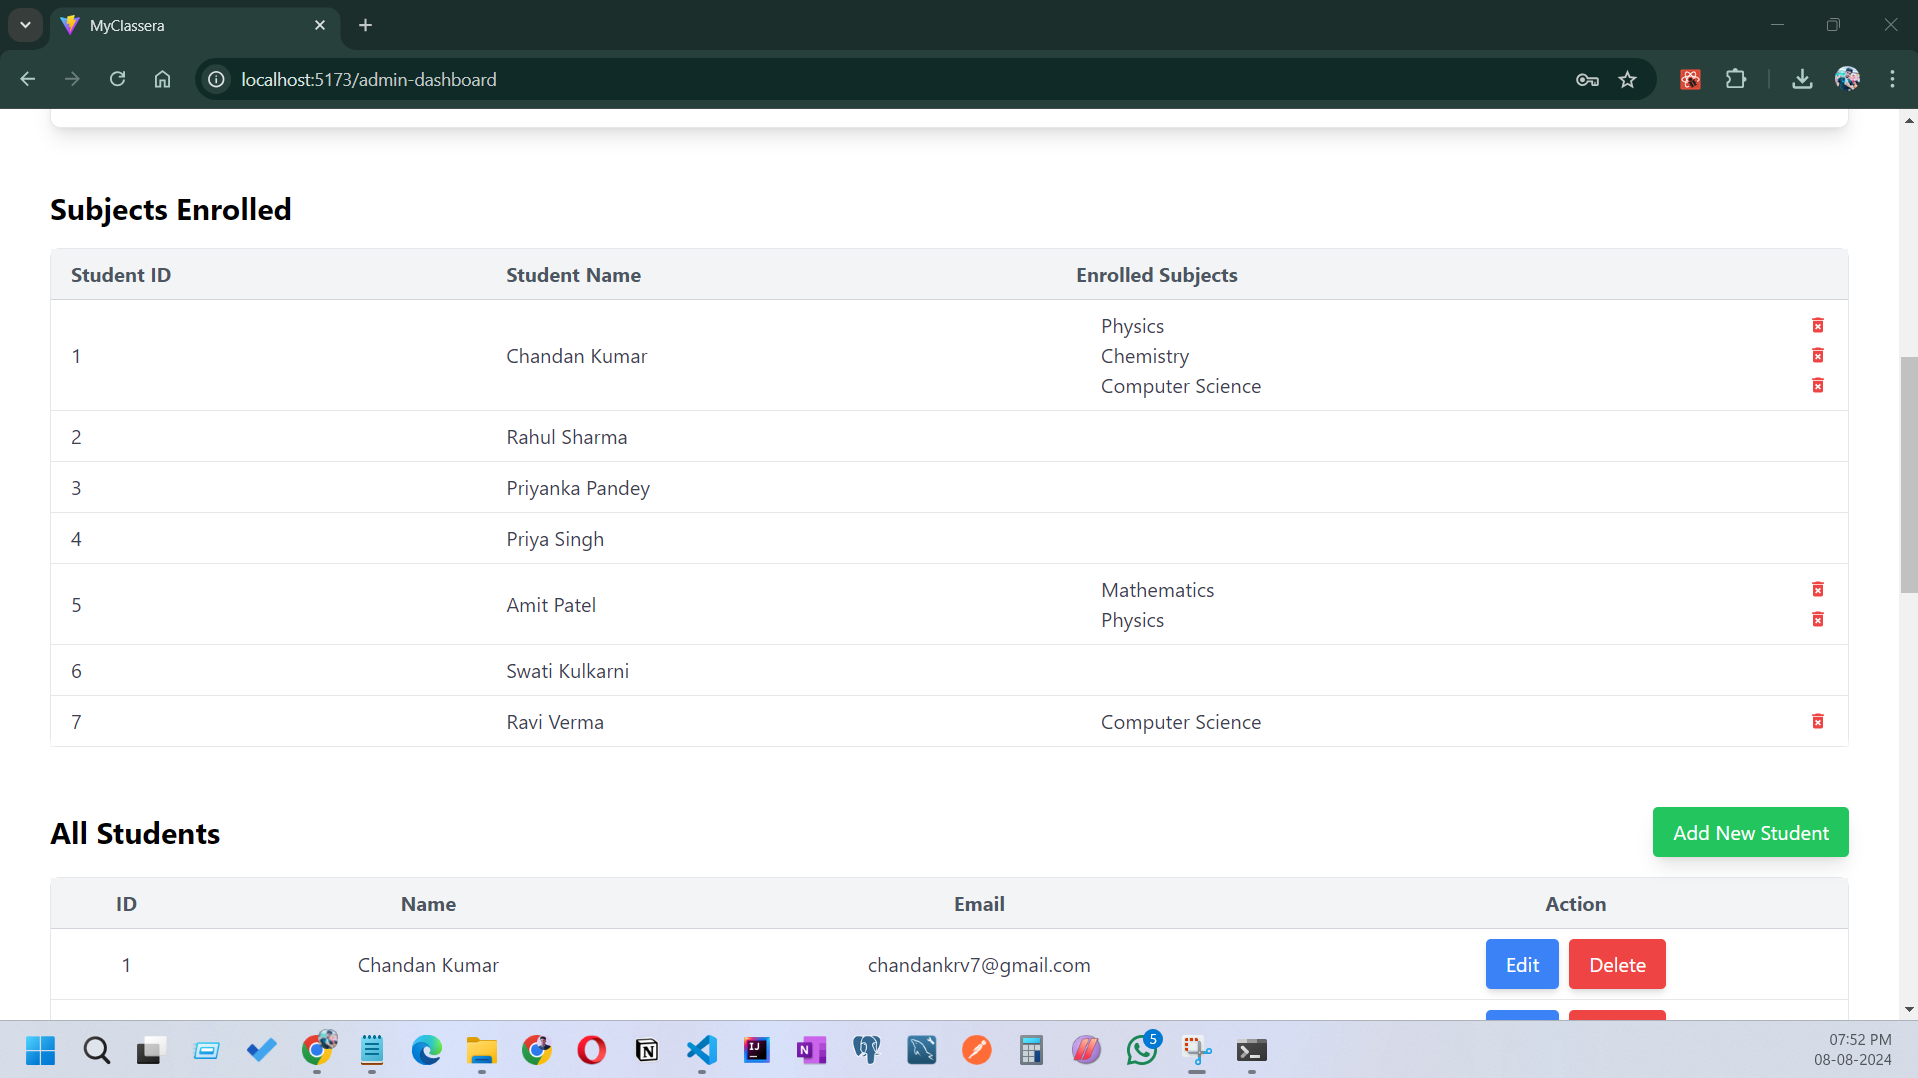 MyClassera
localhost:5173/admin-dashboard
Subjects Enrolled
Student ID Student Name Enrolled Subjects
1 Chandan Kumar Physics
Chemistry
Computer Science
2 Rahul Sharma
3 Priyanka Pandey
4 Priya Singh
5 Amit Patel Mathematics
Physics
6 Swati Kulkarni
7 Ravi Verma Computer Science
All Students Add New Student
ID Name Email Action
1 Chandan Kumar chandankrv7@gmail.com Edit Delete
5
07:52 PM
08-08-2024